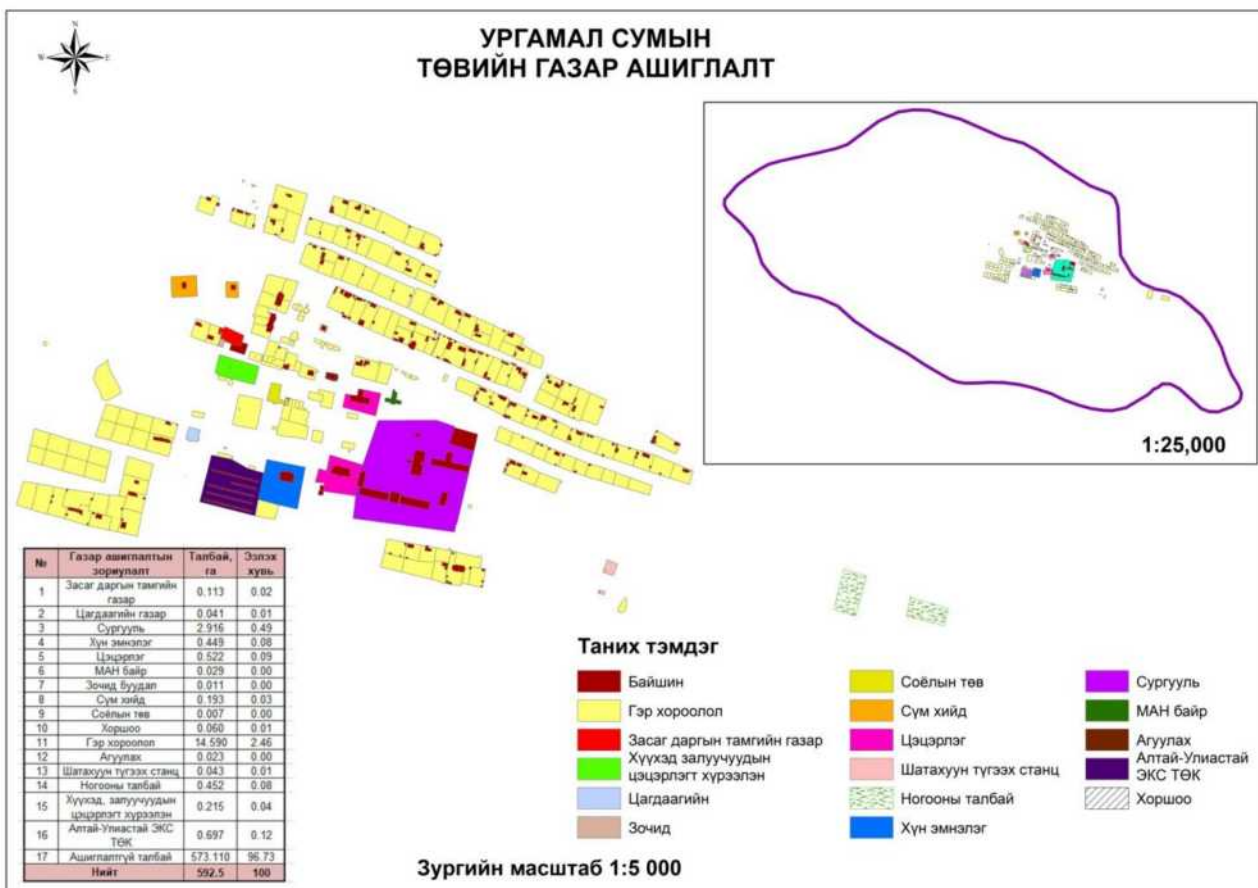 N
W E
S
УРГАМАЛ СУМЫН
ТӨВИЙН ГАЗАР АШИГЛАЛТ
1:25,000
№ Газар ашиглалтын зориулалт Талбай, га Эзлэх хувь
1 Засаг даргын тамгийн газар 0.113 0.02
2 Цагдаагийн газар 0.041 0.01
3 Сургууль 2.916 0.49
4 Хүн эмнэлэг 0.449 0.08
5 Цэцэрлэг 0.522 0.09
6 МАН байр 0.029 0.00
7 Зочид буудал 0.011 0.00
8 Сүм хийд 0.193 0.03
9 Соёлын төв 0.007 0.00
10 Хоршоо 0.060 0.01
11 Гэр хороолол 14.590 2.46
12 Агуулах 0.023 0.00
13 Шатахуун түгээх станц 0.043 0.01
14 Ногооны талбай 0.452 0.08
15 Хүүхэд, залуучуудын цэцэрлэгт хүрээлэн 0.215 0.04
16 Алтай-Улиастай ЭКС ТӨК 0.697 0.12
17 Ашиглалтгүй талбай 573.110 96.73
Нийт 592.5 100
Таних тэмдэг
Байшин
Гэр хороолол
Засаг даргын тамгийн газар
Хүүхэд залуучуудын
цэцэрлэгт хүрээлэн
Цагдаагийн
Зочид
Соёлын төв
Сүм хийд
Цэцэрлэг
Шатахуун түгээх станц
Ногооны талбай
Хүн эмнэлэг
Сургууль
МАН байр
Агуулах
Алтай-Улиастай
ЭКС ТӨК
Хоршоо
Зургийн масштаб 1:5 000